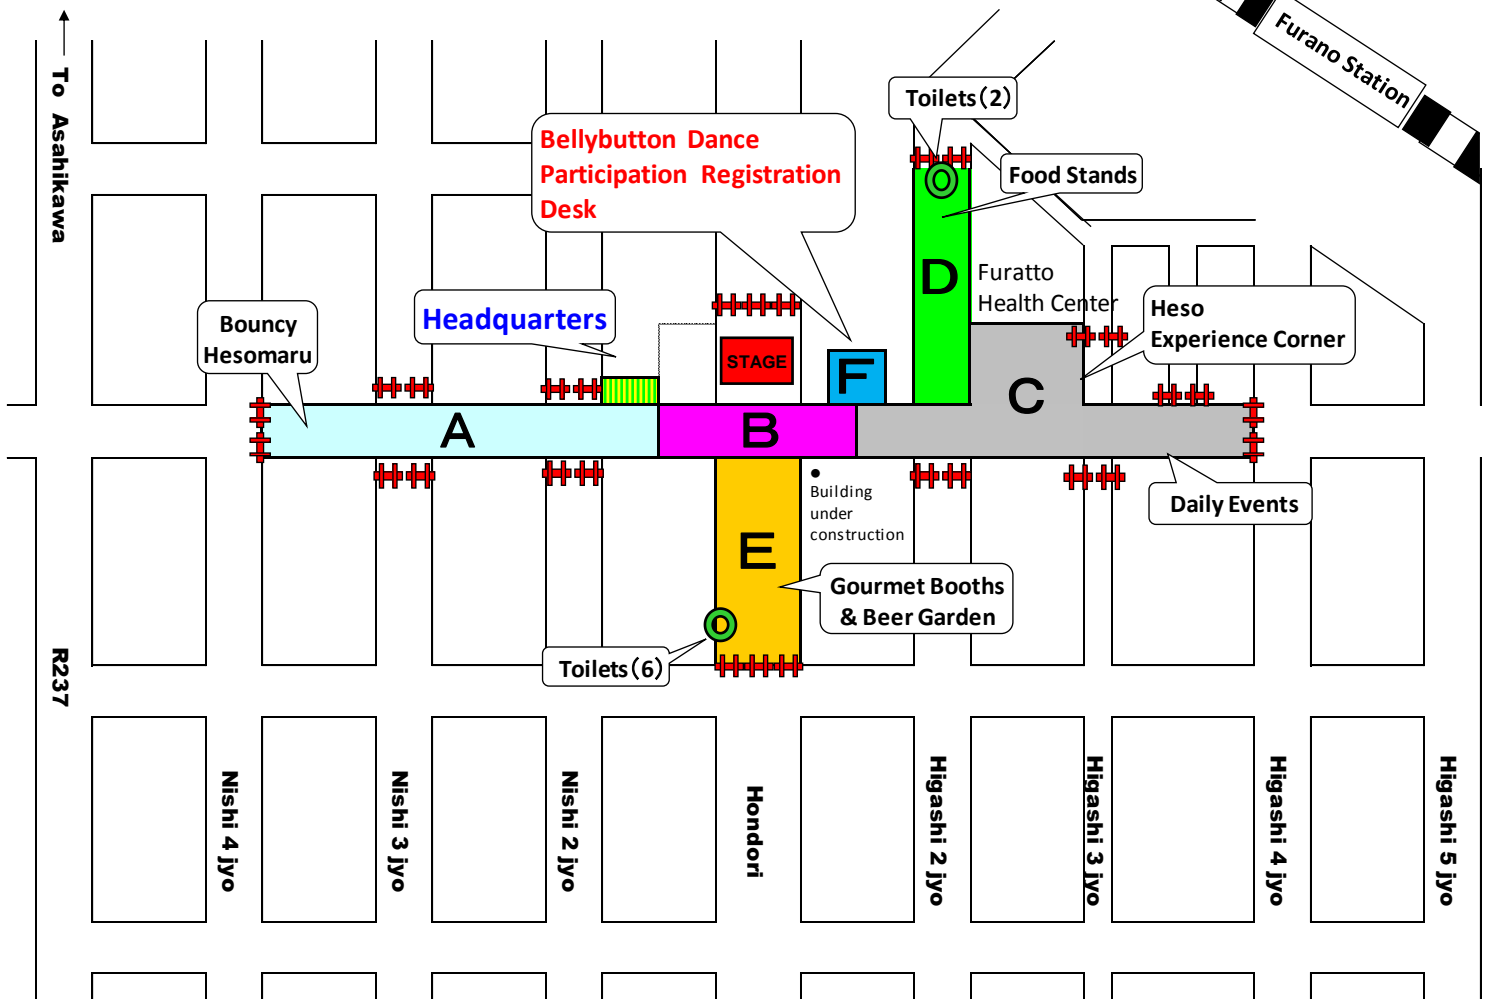 To Asahikawa
Furano Station
Toilets(2)
Bellybutton Dance
Participation Registration
Desk
Food Stands
D
Furatto
Health Center
Heso
Experience Corner
Headquarters
Bouncy
Hesomaru
STAGE
F
C
A
B
Building
under
construction
Daily Events
E
Gourmet Booths
& Beer Garden
Toilets(6)
R237
Nishi 4 jyo
Nishi 3 jyo
Nishi 2 jyo
Hondori
Higashi 2 jyo
Higashi 3 jyo
Higashi 4 jyo
Higashi 5 jyo